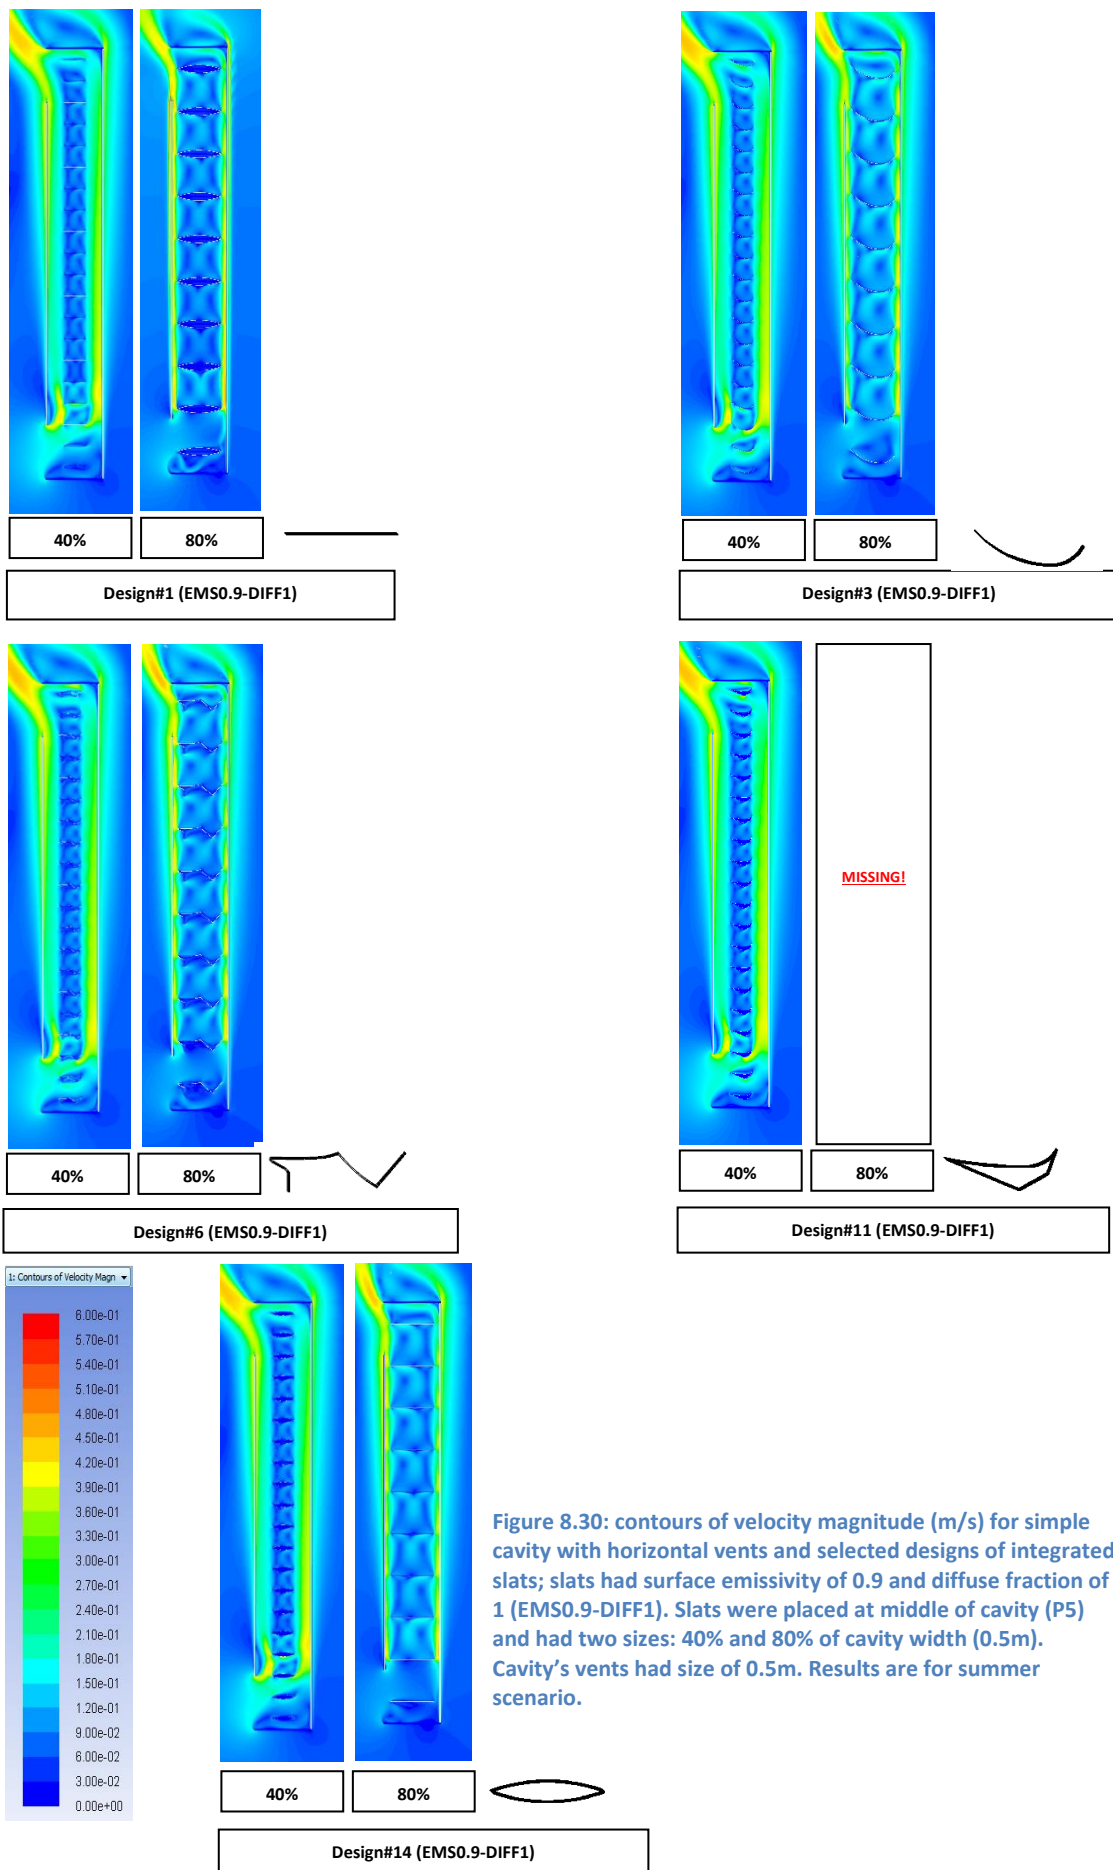 40%
80%
Design#1 (EMS0.9-DIFF1)
40%
80%
Design#3 (EMS0.9-DIFF1)
40%
80%
Design#6 (EMS0.9-DIFF1)
MISSING!
40%
80%
Design#11 (EMS0.9-DIFF1)
1: Contours of Velocity Magn
6.00e-01
5.70e-01
5.40e-01
5.10e-01
4.80e-01
4.50e-01
4.20e-01
3.90e-01
3.60e-01
3.30e-01
3.00e-01
2.70e-01
2.40e-01
2.10e-01
1.80e-01
1.50e-01
1.20e-01
9.00e-02
6.00e-02
3.00e-02
0.00e+00
40%
80%
Design#14 (EMS0.9-DIFF1)
Figure 8.30: contours of velocity magnitude (m/s) for simple
cavity with horizontal vents and selected designs of integrated
slats; slats had surface emissivity of 0.9 and diffuse fraction of
1 (EMS0.9-DIFF1). Slats were placed at middle of cavity (P5)
and had two sizes: 40% and 80% of cavity width (0.5m).
Cavity's vents had size of 0.5m. Results are for summer
scenario.